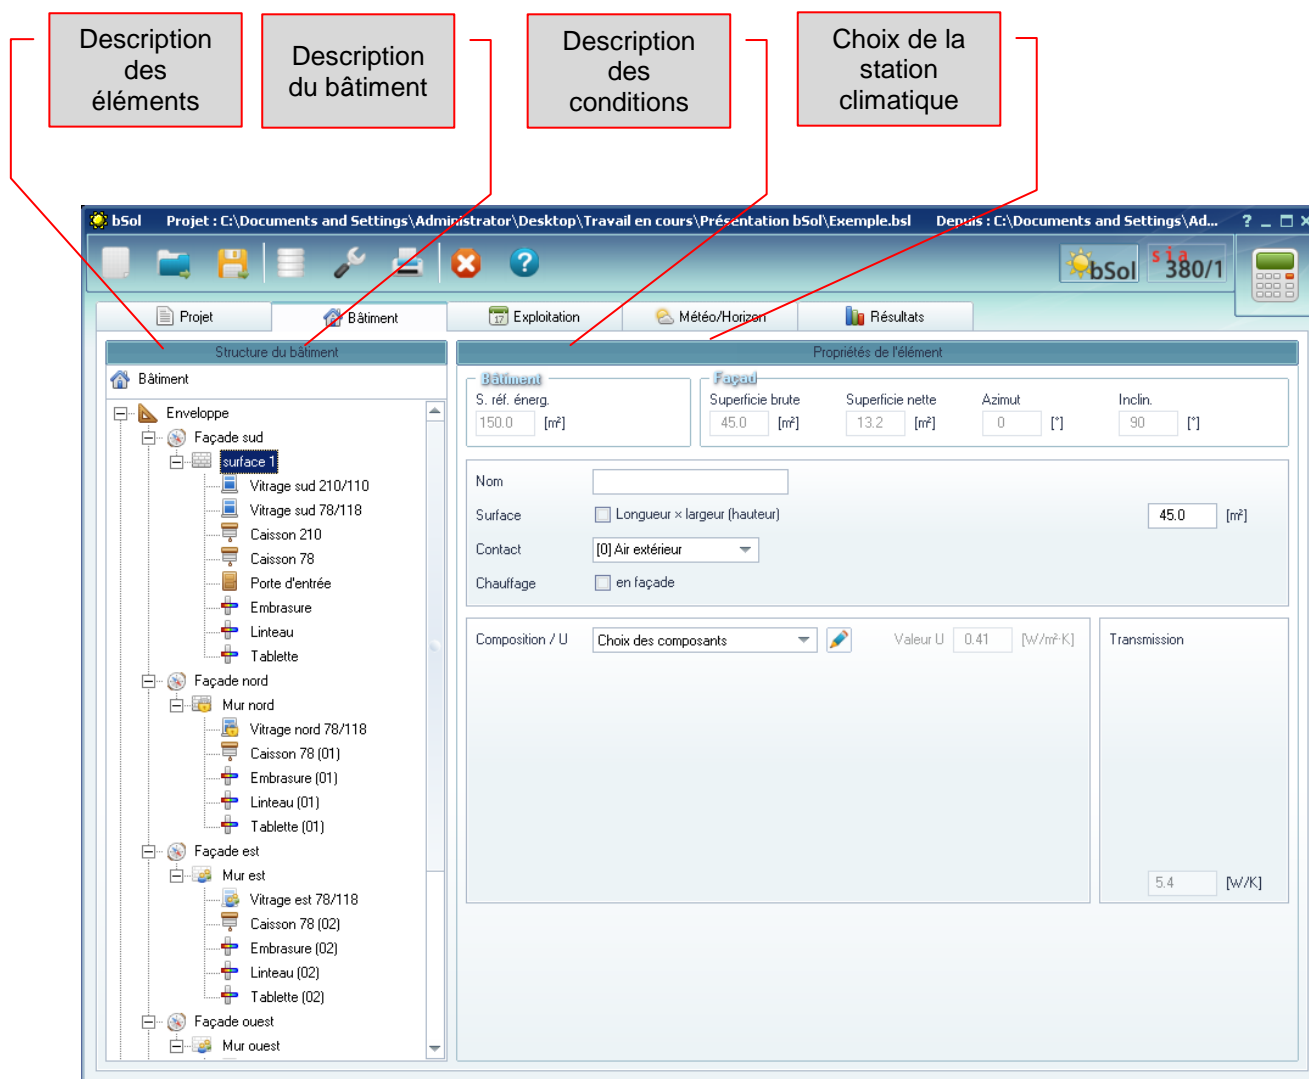 Description
des
éléments
Description
du bâtiment
Description
des
conditions
Choix de la
station
climatique
bSol Projet : C:\Documents and Settings\Administrator\Desktop\Travail en cours\Présentation bSol\Exemple.bsl Depuis : C:\Documents and Settings\Ad...
bSol
sia
380/1
Projet
Bâtiment
17
Exploitation
Météo/Horizon
Résultats
Structure du bâtiment
Propriétés de l'élément
Bâtiment
Enveloppe
Façade sud
surface 1
Vitrage sud 210/110
Vitrage sud 78/118
Caisson 210
Caisson 78
Porte d'entrée
Embrasure
Linteau
Tablette
Façade nord
Mur nord
Vitrage nord 78/118
Caisson 78 (01)
Embrasure (01)
Linteau (01)
Tablette (01)
Façade est
Mur est
Vitrage est 78/118
Caisson 78 (02)
Embrasure (02)
Linteau (02)
Tablette (02)
Façade ouest
Mur ouest
Bâtiment
S. réf. énerg.
150.0 [m²]
Façad
Superficie brute Superficie nette Azimut Inclin.
45.0 [m²] 13.2 [m²] 0 [°] 90 [°]
Nom
Surface Longueur × largeur (hauteur) 45.0 [m²]
Contact [0] Air extérieur
Chauffage en façade
Composition / U Choix des composants Valeur U 0.41 [W/m²·K]
Transmission
5.4 [W/K]